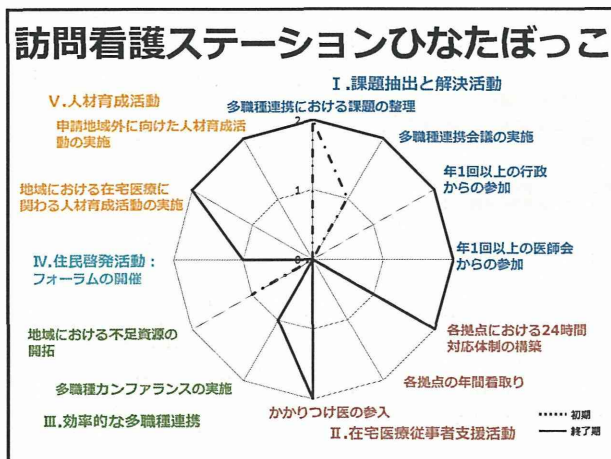 訪問看護ステーションひなたぼっこ
Ⅰ.課題抽出と解決活動
多職種連携における課題の整理
多職種連携会議の実施
年1回以上の行政
からの参加
年1回以上の医師会
からの参加
各拠点における24時間
対応体制の構築
各拠点の年間看取り
かかりつけ医の参入
Ⅱ.在宅医療従事者支援活動
多職種カンファランスの実施
Ⅲ.効率的な多職種連携
地域における不足資源の
開拓
Ⅳ.住民啓発活動:
フォーラムの開催
地域における在宅医療に
関わる人材育成活動の実施
申請地域外に向けた人材育成活
動の実施
Ⅴ.人材育成活動
2
1
0
初期
終了期